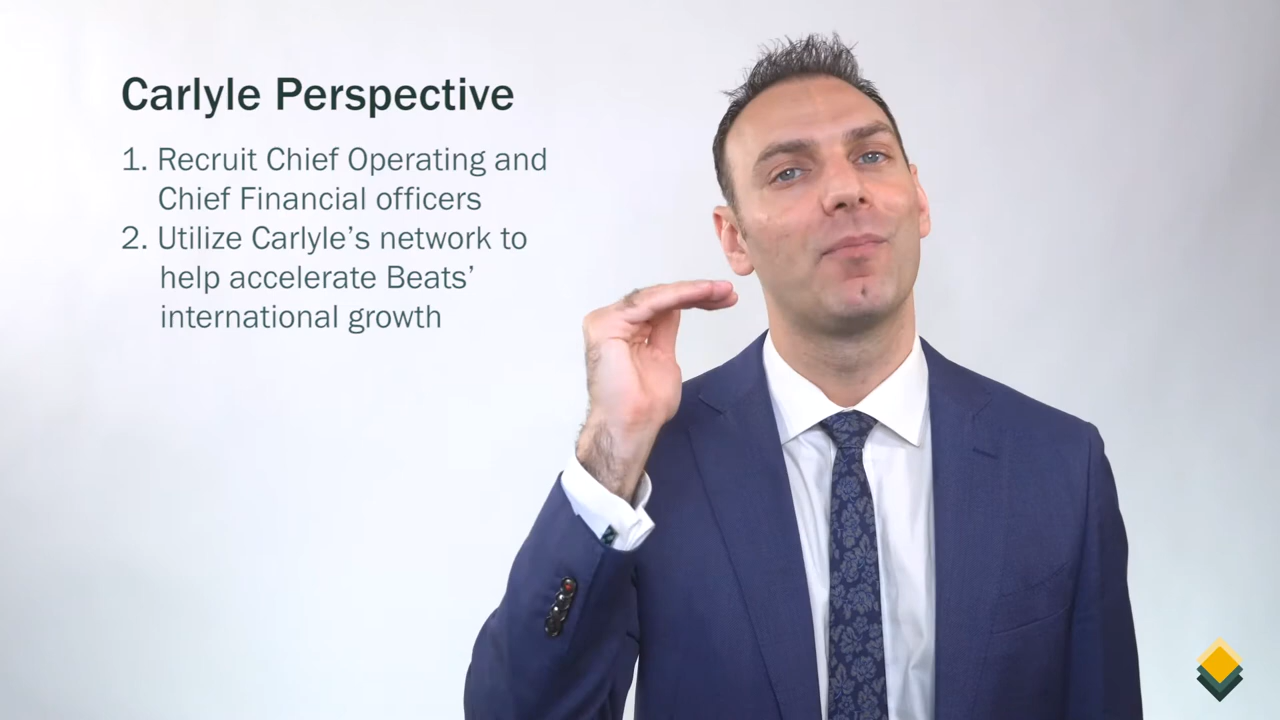 Carlyle Perspective
1. Recruit Chief Operating and
Chief Financial officers
2. Utilize Carlyle’s network to
help accelerate Beats’
international growth